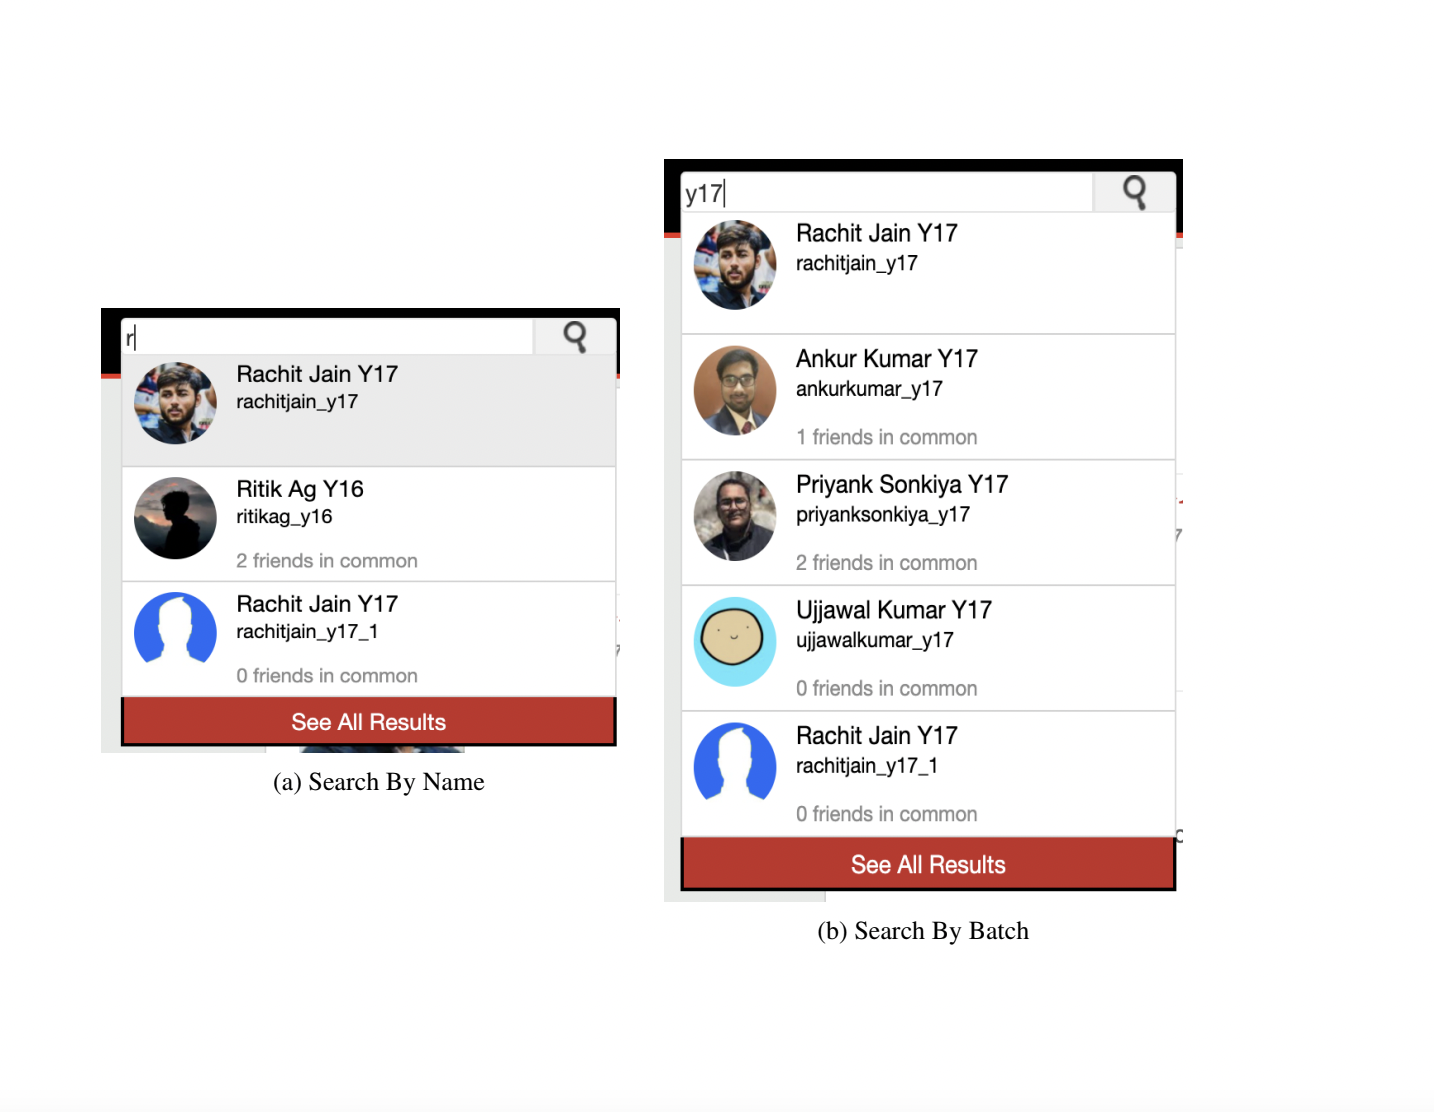 r
Rachit Jain Y17
rachitjain_y17
Ritik Ag Y16
ritikag_y16
2 friends in common
Rachit Jain Y17
rachitjain_y17_1
0 friends in common
See All Results
(a) Search By Name
y17
Rachit Jain Y17
rachitjain_y17
Ankur Kumar Y17
ankurkumar_y17
1 friends in common
Priyank Sonkiya Y17
priyanksonkiya_y17
2 friends in common
Ujjawal Kumar Y17
ujjawalkumar_y17
0 friends in common
Rachit Jain Y17
rachitjain_y17_1
0 friends in common
See All Results
(b) Search By Batch